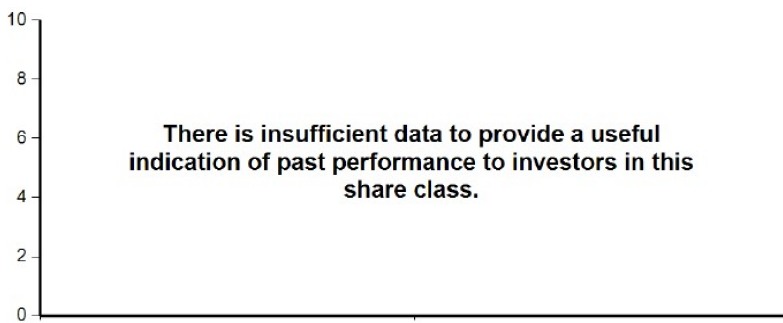 10
8
6
4
2
0
There is insufficient data to provide a useful
indication of past performance to investors in this
share class.